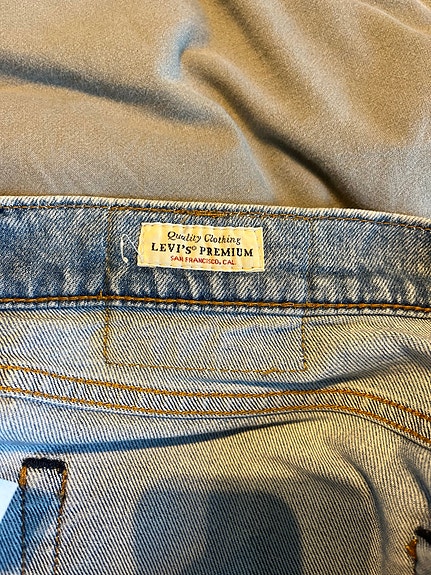 Quality Clothing
LEVI'S® PREMIUM
SAN FRANCISCO, CAL.